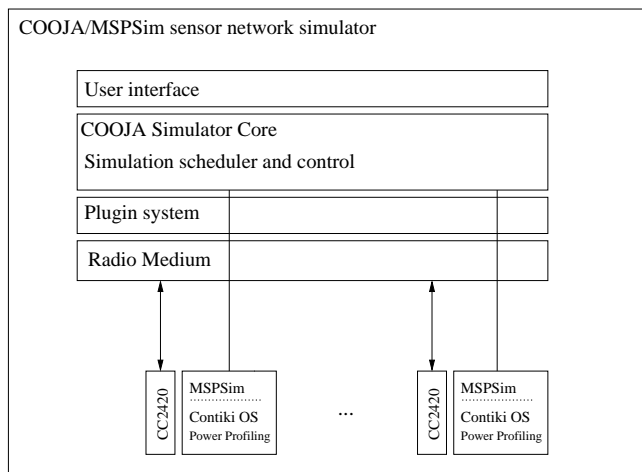 COOJA/MSPSim sensor network simulator
User interface
COOJA Simulator Core
Simulation scheduler and control
Plugin system
Radio Medium
CC2420
MSPSim
Contiki OS
Power Profiling
...
CC2420
MSPSim
Contiki OS
Power Profiling